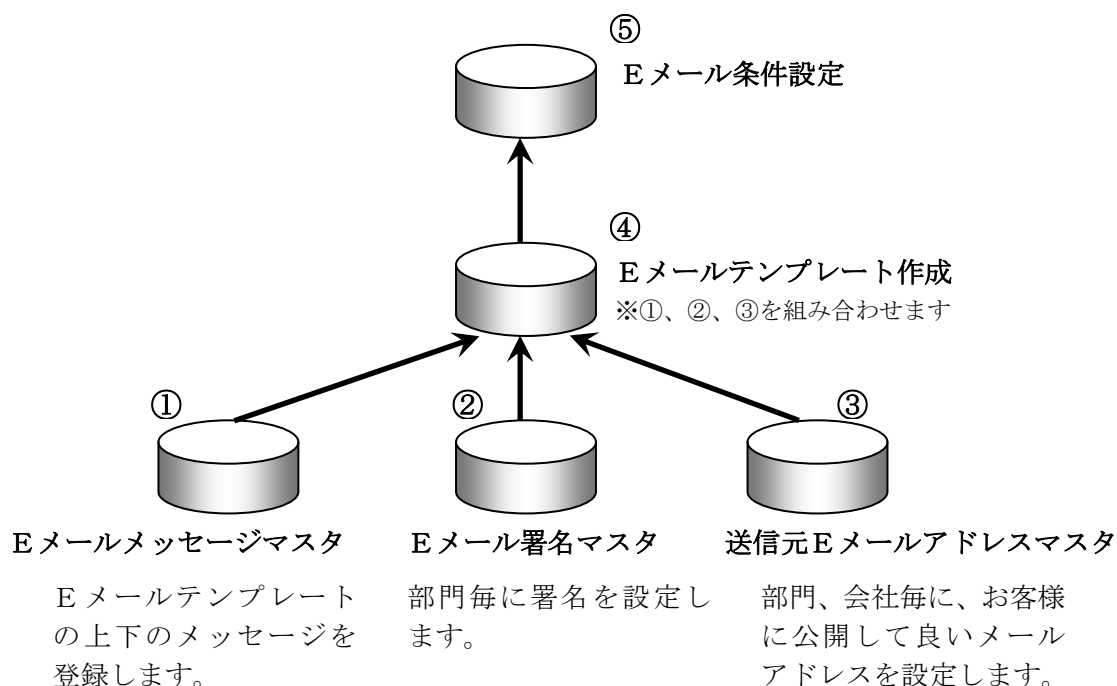 ⑤
Ｅメール条件設定
④
Ｅメールテンプレート作成
※①、②、③を組み合わせます
①
②
③
Ｅメールメッセージマスタ
Ｅメール署名マスタ
送信元Ｅメールアドレスマスタ
Ｅメールテンプレート
の上下のメッセージを
登録します。
部門毎に署名を設定し
ます。
部門、会社毎に、お客様
に公開して良いメール
アドレスを設定します。